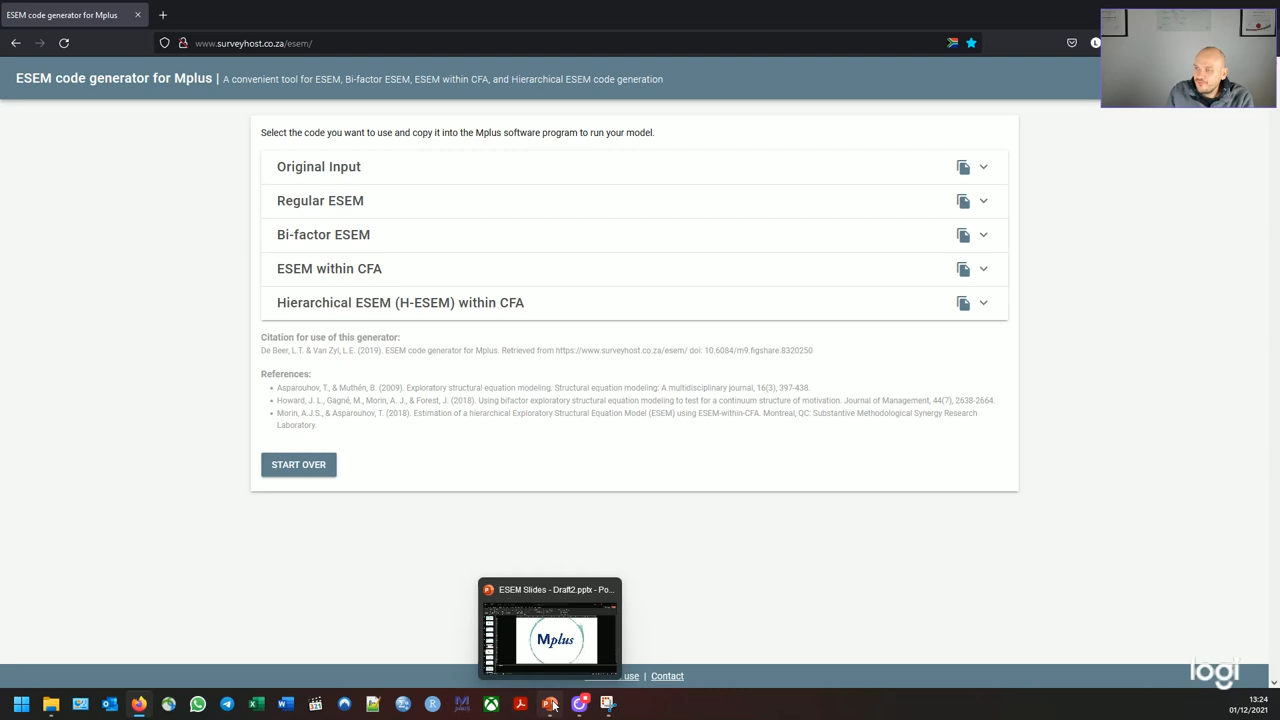 ESEM code generator for Mplus
www.surveyhost.co.za/esem/
ESEM code generator for Mplus | A convenient tool for ESEM, Bi-factor ESEM, ESEM within CFA, and Hierarchical ESEM code generation
Select the code you want to use and copy it into the Mplus software program to run your model.
Original Input
Regular ESEM
Bi-factor ESEM
ESEM within CFA
Hierarchical ESEM (H-ESEM) within CFA
Citation for use of this generator:
De Beer, L.T. & Van Zyl, L.E. (2019). ESEM code generator for Mplus. Retrieved from https://www.surveyhost.co.za/esem/ doi: 10.6084/m9.figshare.8320250
References:
Asparouhov, T., & Muthén, B. (2009). Exploratory structural equation modeling. Structural equation modeling: A multidisciplinary journal, 16(3), 397-438.
Howard, J. L., Gagné, M., Morin, A. J., & Forest, J. (2018). Using bifactor exploratory structural equation modeling to test for a continuum structure of motivation. Journal of Management, 44(7), 2638-2664.
Morin, A.J.S., & Asparouhov, T. (2018). Estimation of a hierarchical Exploratory Structural Equation Model (ESEM) using ESEM-within-CFA. Montreal, QC: Substantive Methodological Synergy Research
Laboratory.
START OVER
ESEM Slides - Draft2.pptx - Po...
Mplus
use | Contact
logi
13:24
01/12/2021